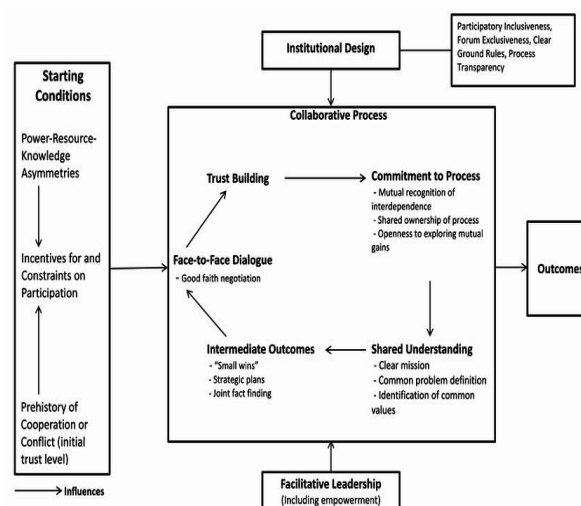 Starting
Conditions
Power-Resource-
Knowledge
Asymmetries
Incentives for and
Constraints on
Participation
Prehistory of
Cooperation or
Conflict (initial
trust level)
Influences
Institutional Design
Participatory Inclusiveness,
Forum Exclusiveness, Clear
Ground Rules, Process
Transparency
Collaborative Process
Trust Building
Commitment to Process
- Mutual recognition of
interdependence
- Shared ownership of process
- Openness to exploring mutual
gains
Face-to-Face Dialogue
- Good faith negotiation
Intermediate Outcomes
- "Small wins"
- Strategic plans
- Joint fact finding
Shared Understanding
- Clear mission
- Common problem definition
- Identification of common
values
Outcomes
Facilitative Leadership
(Including empowerment)